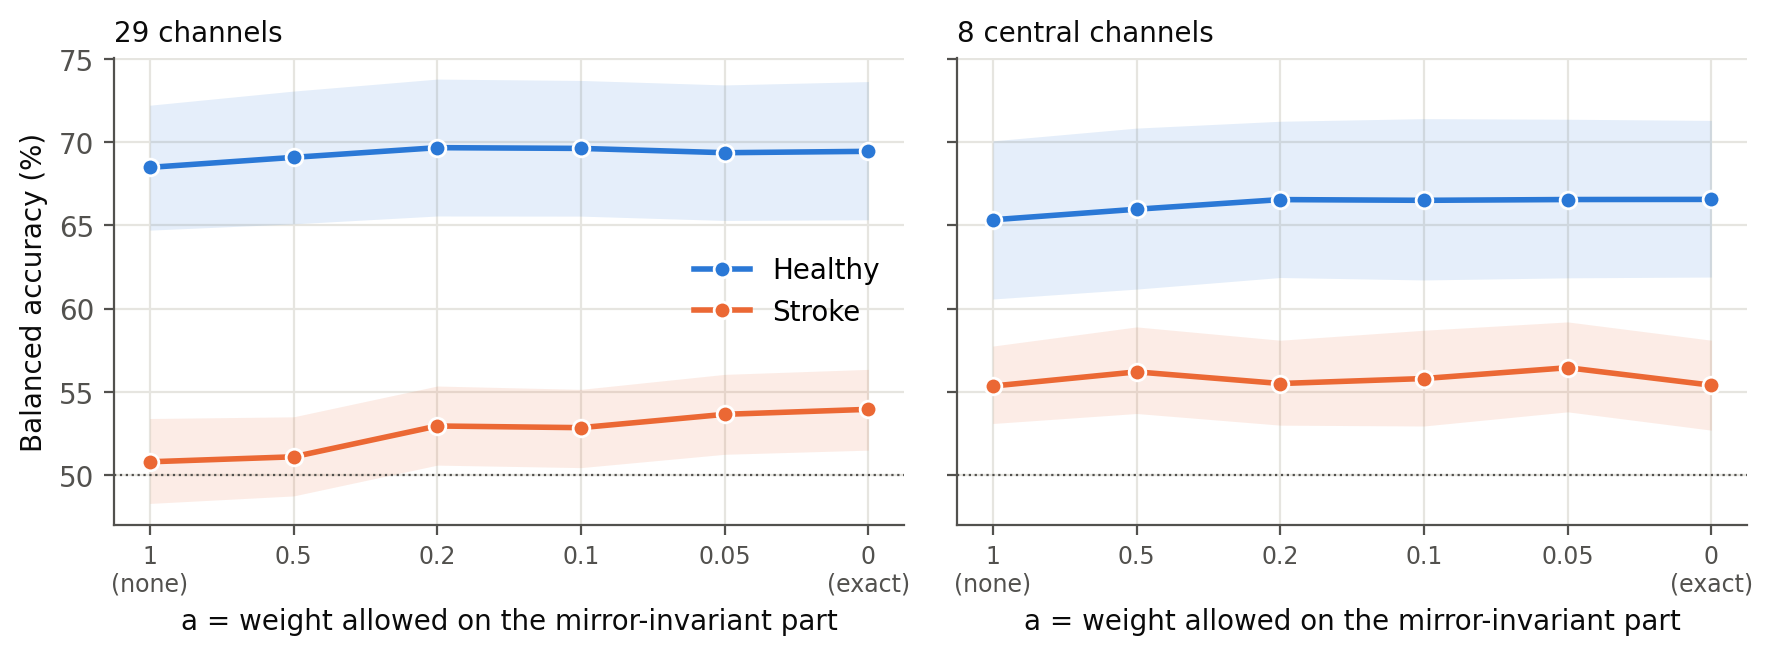 29 channels
8 central channels
Balanced accuracy (%)
75
70
65
60
55
50
Healthy
Stroke
1 0.5 0.2 0.1 0.05 0
(none) (exact)
1 0.5 0.2 0.1 0.05 0
(none) (exact)
a = weight allowed on the mirror-invariant part
a = weight allowed on the mirror-invariant part